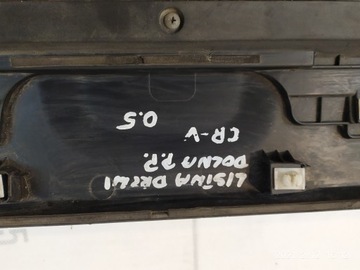 LISTWA DRZWI
DOLNA P.P.
CR-V
0.5